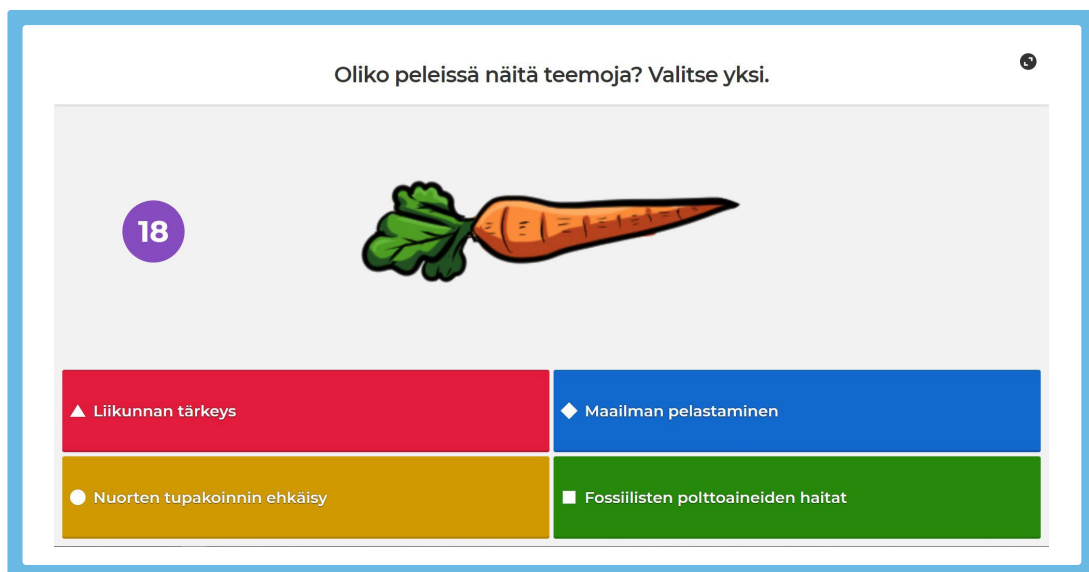 Oliko peleissä näitä teemoja? Valitse yksi.
18
Liikunnan tärkeys
Maailman pelastaminen
Nuorten tupakoinnin ehkäisy
Fossiilisten polttoaineiden haitat